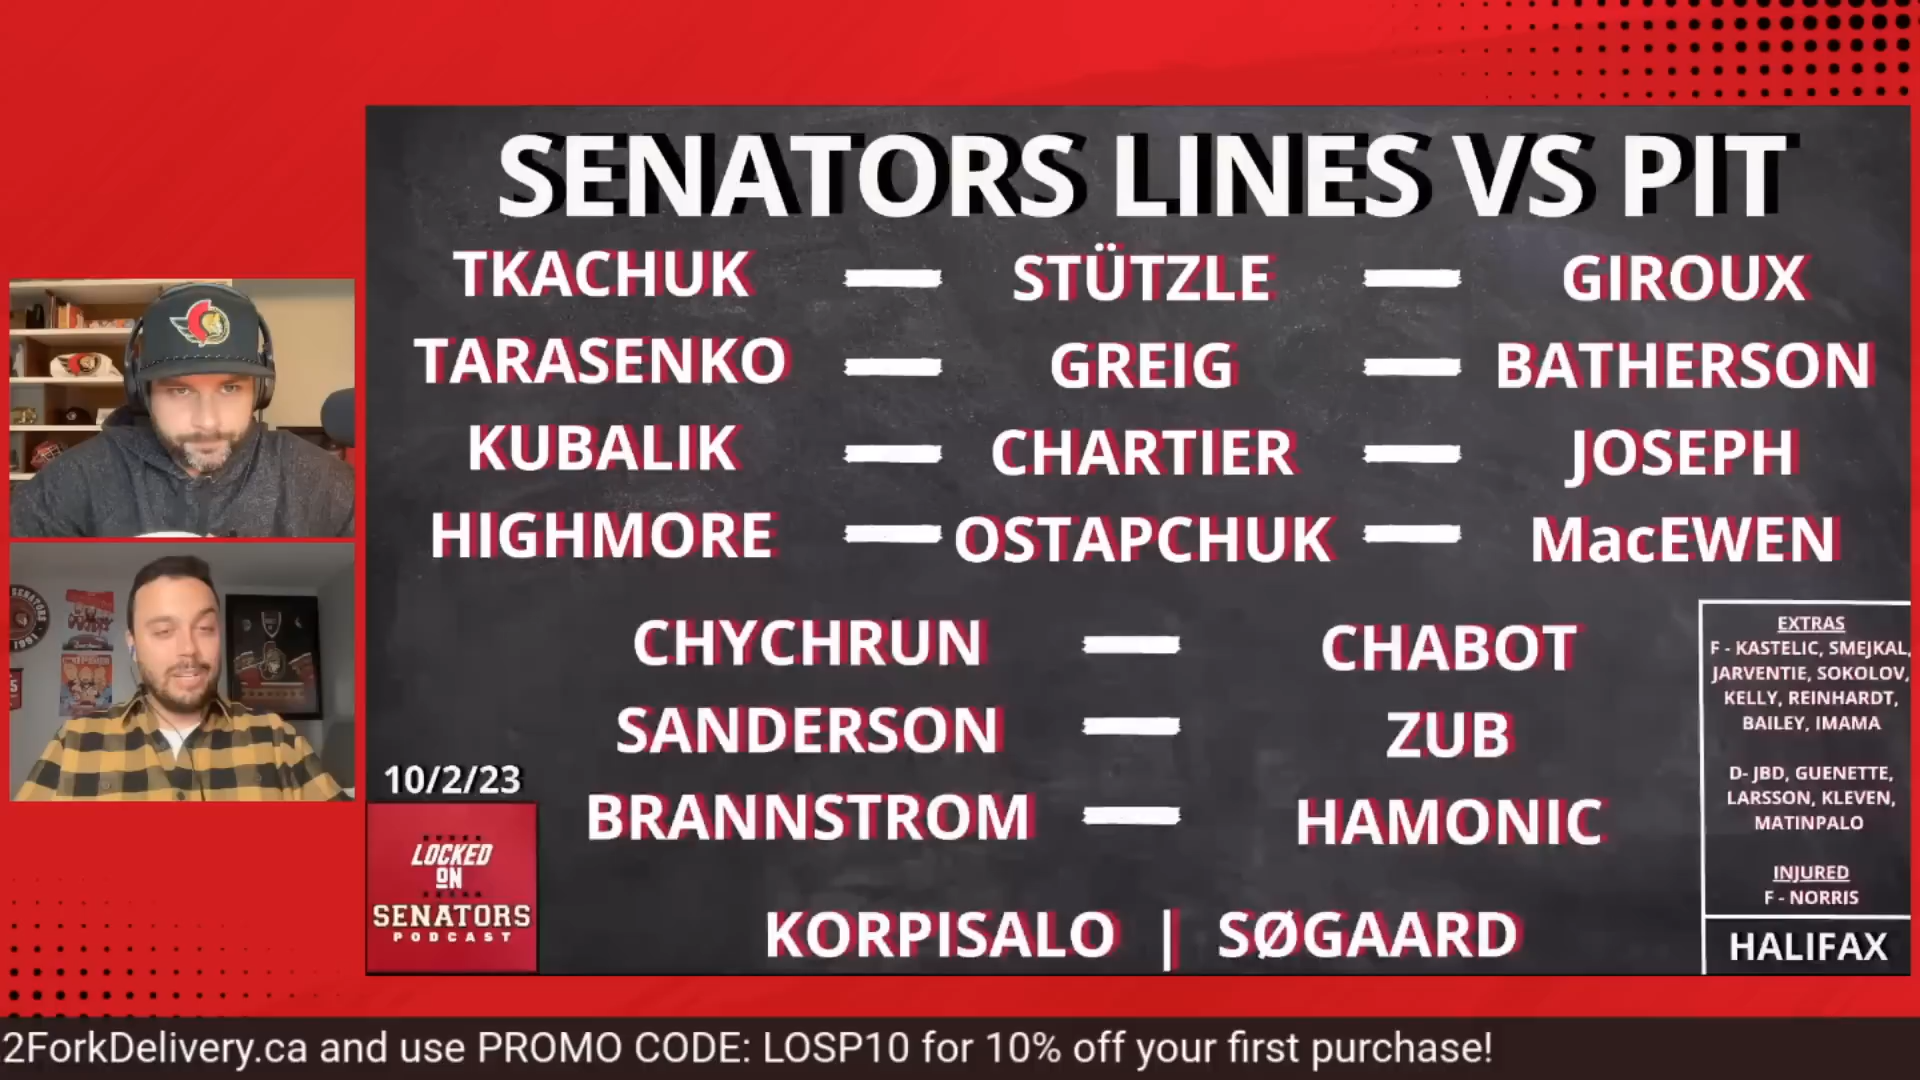 SENATORS LINES VS PIT
TKACHUK — STÜTZLE — GIROUX
TARASENKO — GREIG — BATHERSON
KUBALIK — CHARTIER — JOSEPH
HIGHMORE — OSTAPCHUK — MacEWEN
CHYCHRUN — CHABOT
SANDERSON — ZUB
BRANNSTROM — HAMONIC
KORPISALO | SØGAARD
EXTRAS
F - KASTELIC, SMEJKAL,
JARVENTIE, SOKOLOV,
KELLY, REINHARDT,
BAILEY, IMAMA
D- JBD, GUENETTE,
LARSSON, KLEVEN,
MATINPALO
INJURED
F - NORRIS
HALIFAX
10/2/23
LOCKED
ON
SENATORS
PODCAST
2ForkDelivery.ca and use PROMO CODE: LOSP10 for 10% off your first purchase!